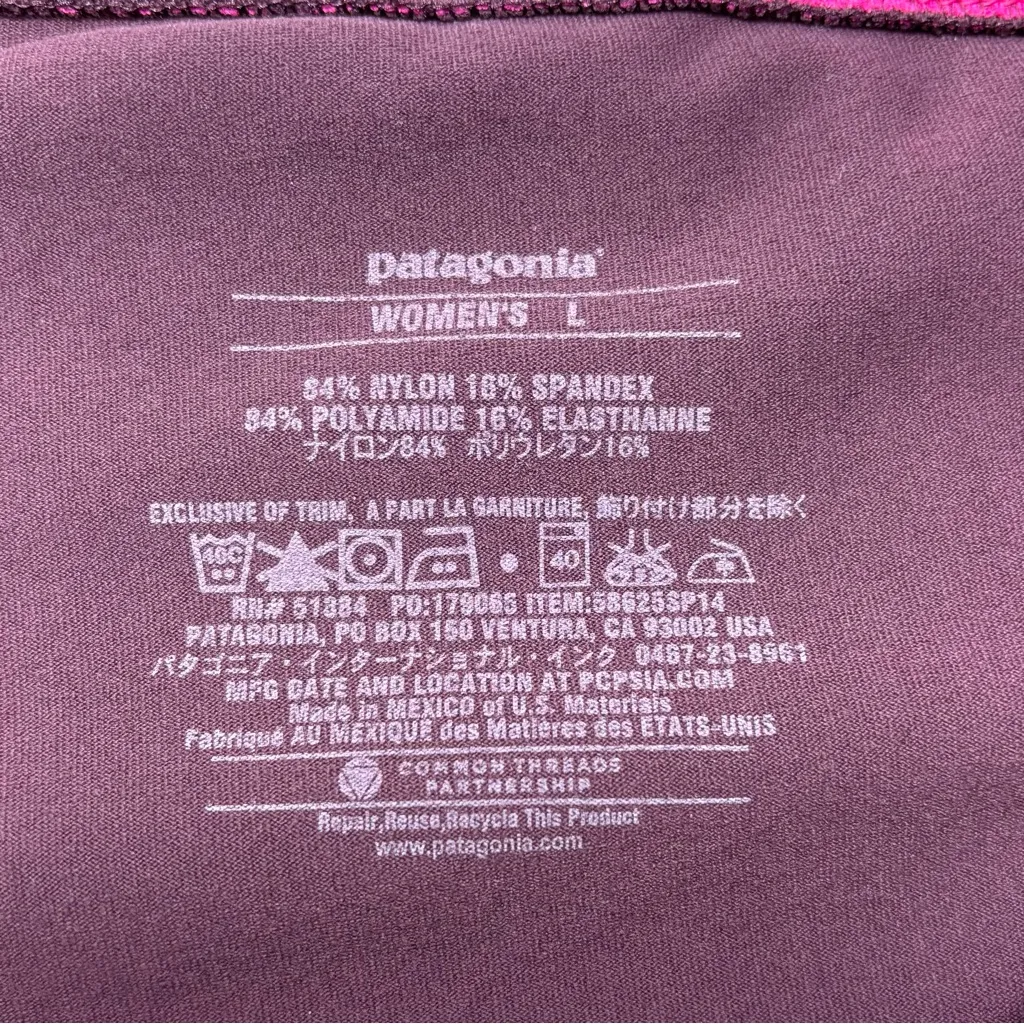 patagonia®
WOMEN'S L
84% NYLON 16% SPANDEX
84% POLYAMIDE 16% ELASTHANNE
ナイロン84% ポリウレタン16%
EXCLUSIVE OF TRIM, A PART LA GARNITURE, 飾り付け部分を除く
40C 40
RN# 51884 PO:179065 ITEM:58625SP14
PATAGONIA, PO BOX 150 VENTURA, CA 93002 USA
パタゴニア・インターナショナル・インク 0467-23-8961
MFG DATE AND LOCATION AT PCPSIA.COM
Made in MEXICO of U.S. Materials
Fabriqué AU MEXIQUE des Matières des ETATS-UNIS
COMMON THREADS
PARTNERSHIP
Repair,Reuse,Recycle This Product
www.patagonia.com